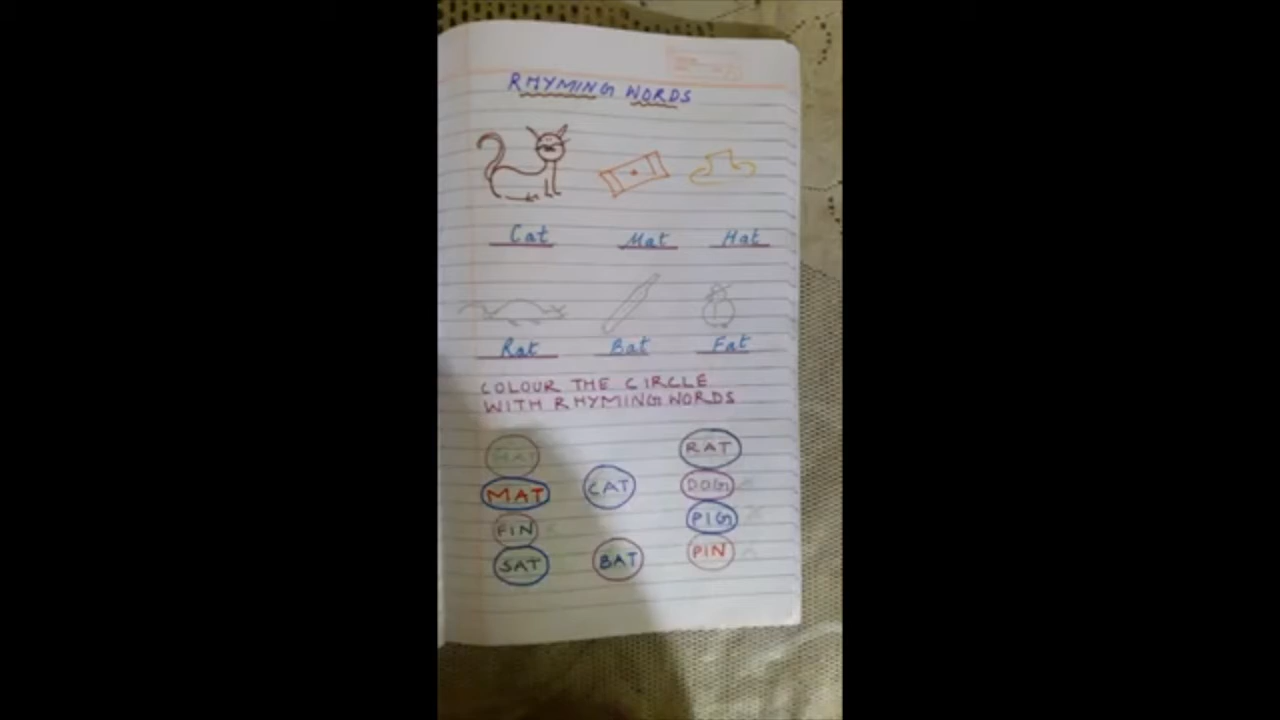 RHYMING WORDS
Cat Mat Hat
Rat Bat Fat
COLOUR THE CIRCLE
WITH RHYMING WORDS
RAT
MAT CAT DOG
FIN PIG
SAT BAT PIN